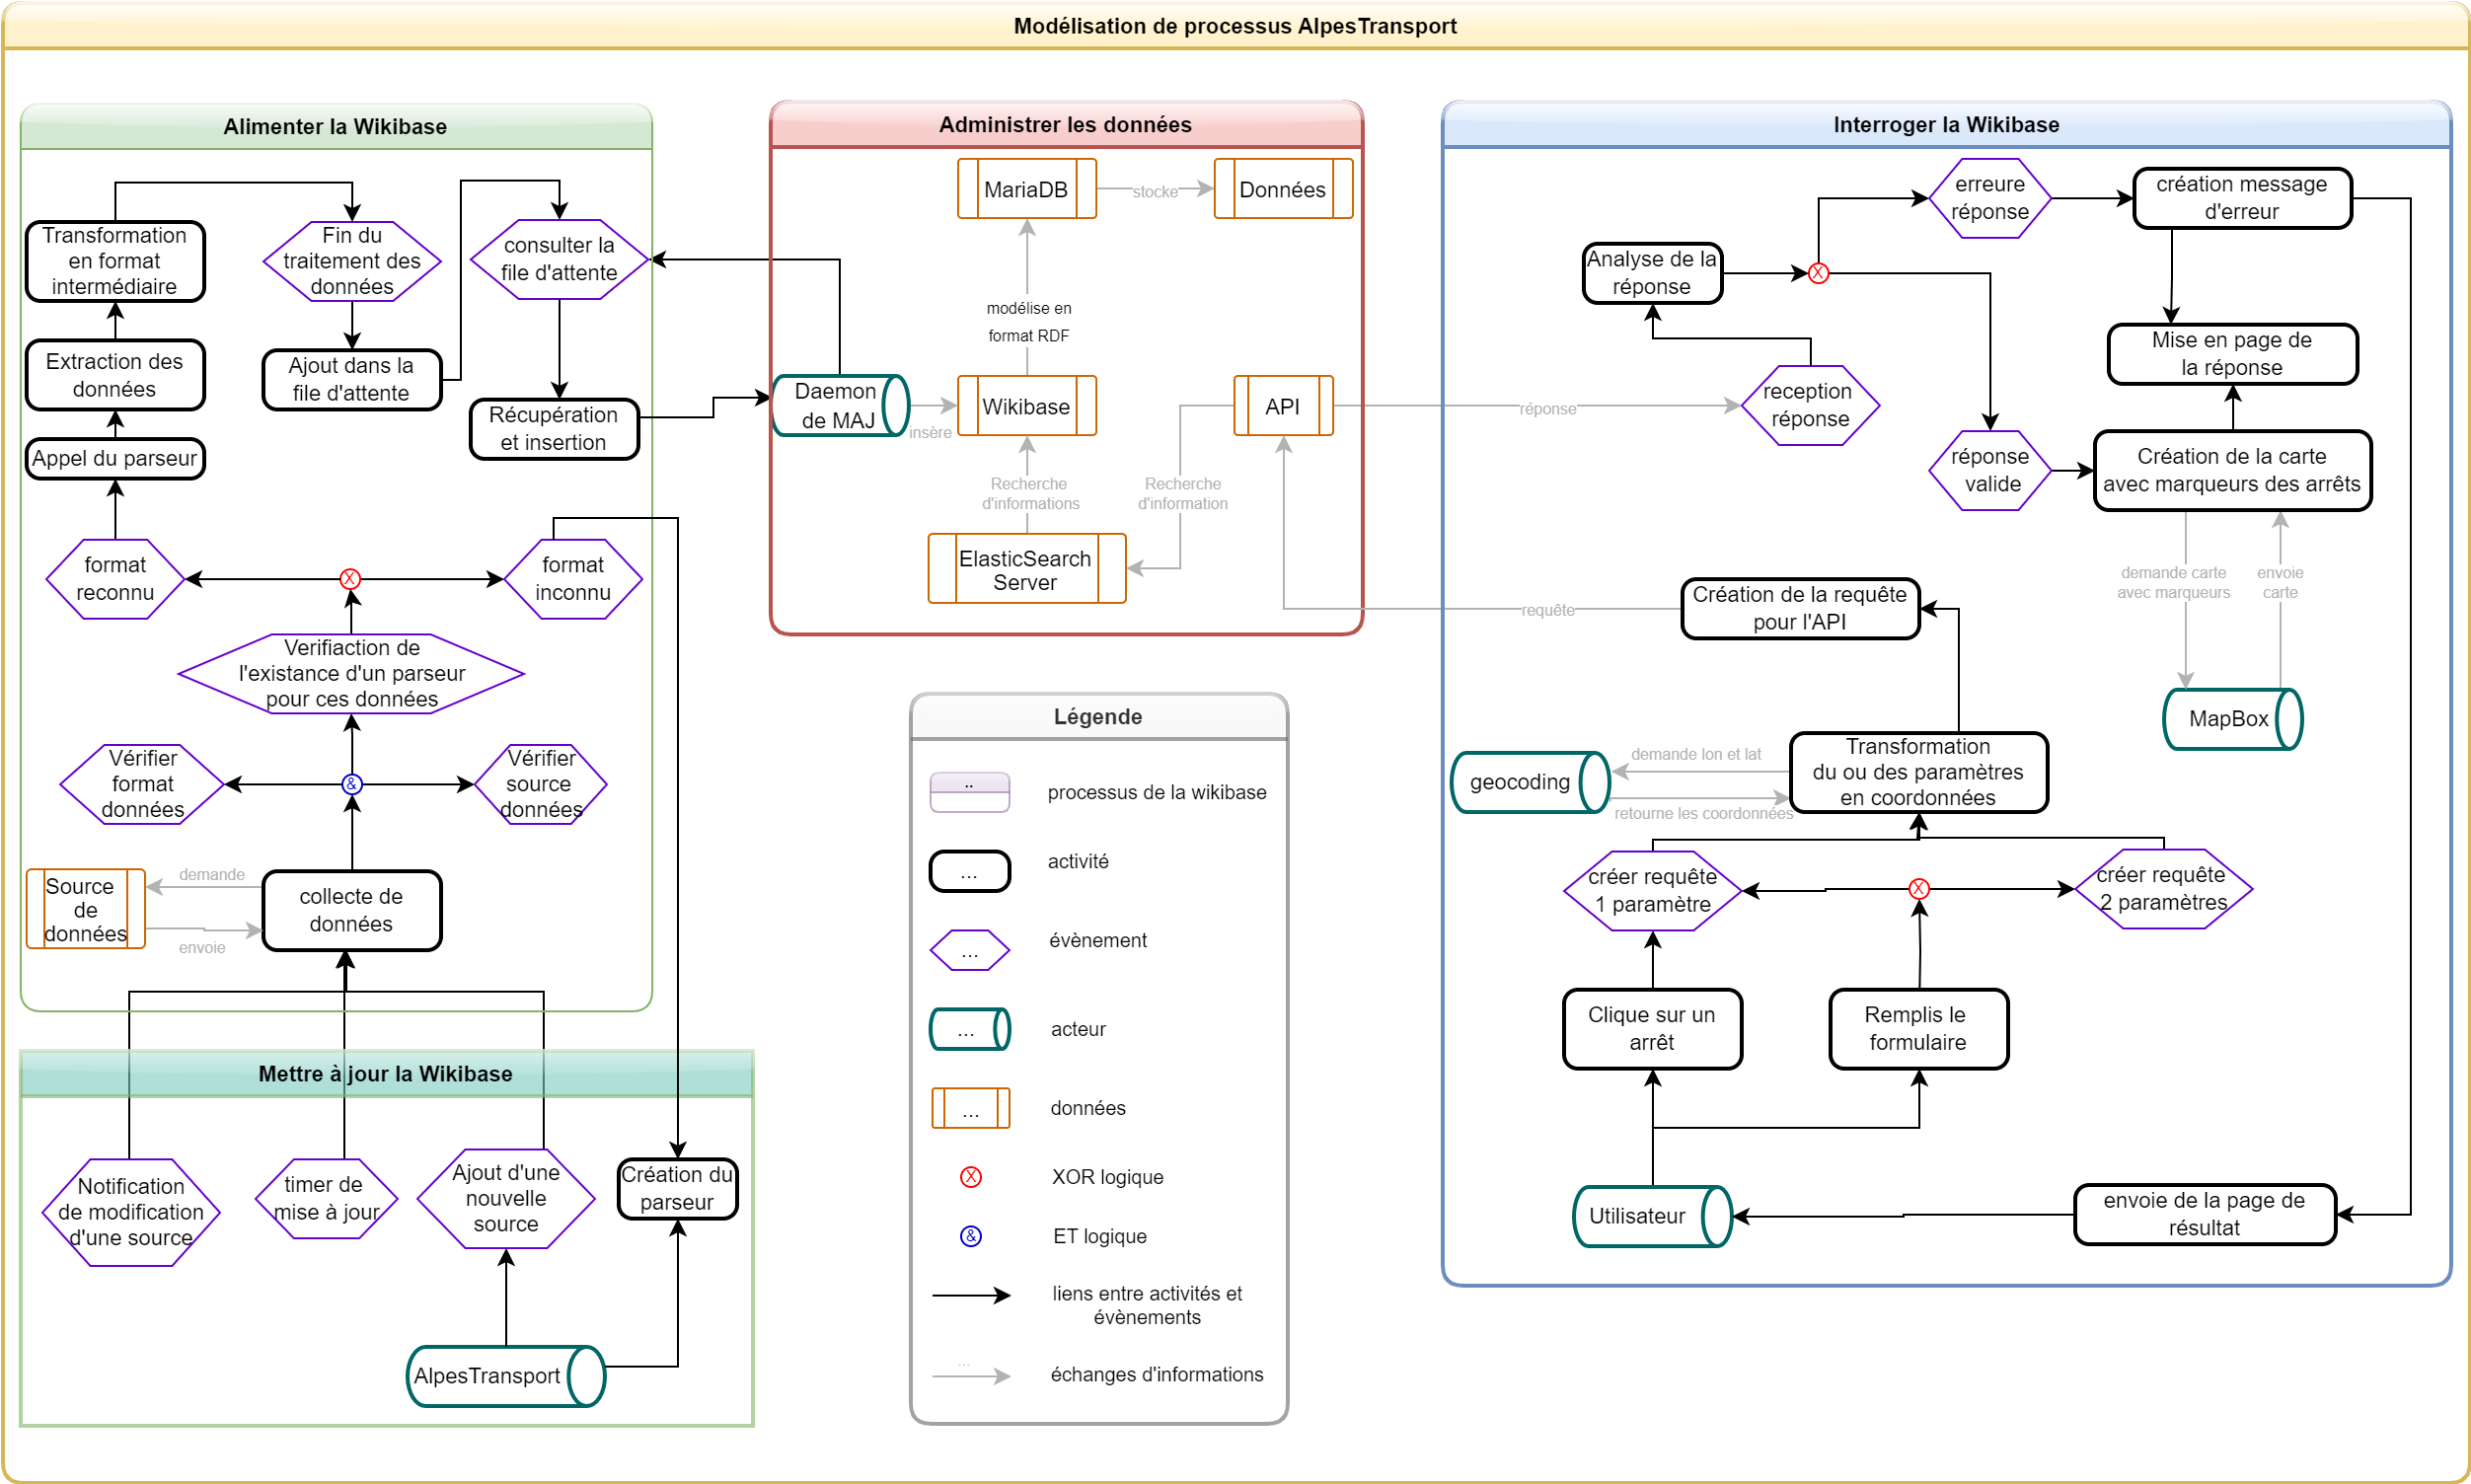 Modélisation de processus AlpesTransport
Alimenter la Wikibase
Transformation
en format
intermédiaire
Fin du
traitement des
données
consulter la
file d'attente
Extraction des
données
Ajout dans la
file d'attente
Récupération
et insertion
Appel du parseur
format
reconnu
X
format
inconnu
Verifiaction de
l'existance d'un parseur
pour ces données
Vérifier
format
données
&
Vérifier
source
données
Source
de
données
demande
envoie
collecte de
données
Mettre à jour la Wikibase
Notification
de modification
d'une source
timer de
mise à jour
Ajout d'une
nouvelle
source
Création du
parseur
AlpesTransport
Administrer les données
MariaDB
stocke
Données
modélise en
format RDF
Daemon
de MAJ
insère
Wikibase
API
Recherche
d'informations
Recherche
d'information
ElasticSearch
Server
réponse
requête
Légende
..
processus de la wikibase
...
activité
...
évènement
...
acteur
...
données
X
XOR logique
&
ET logique
liens entre activités et
évènements
...
échanges d'informations
Interroger la Wikibase
erreure
réponse
création message
d'erreur
Analyse de la
réponse
X
Mise en page de
la réponse
reception
réponse
réponse
valide
Création de la carte
avec marqueurs des arrêts
demande carte
avec marqueurs
envoie
carte
Création de la requête
pour l'API
MapBox
geocoding
demande lon et lat
retourne les coordonnées
Transformation
du ou des paramètres
en coordonnées
créer requête
1 paramètre
X
créer requête
2 paramètres
Clique sur un
arrêt
Remplis le
formulaire
Utilisateur
envoie de la page de
résultat